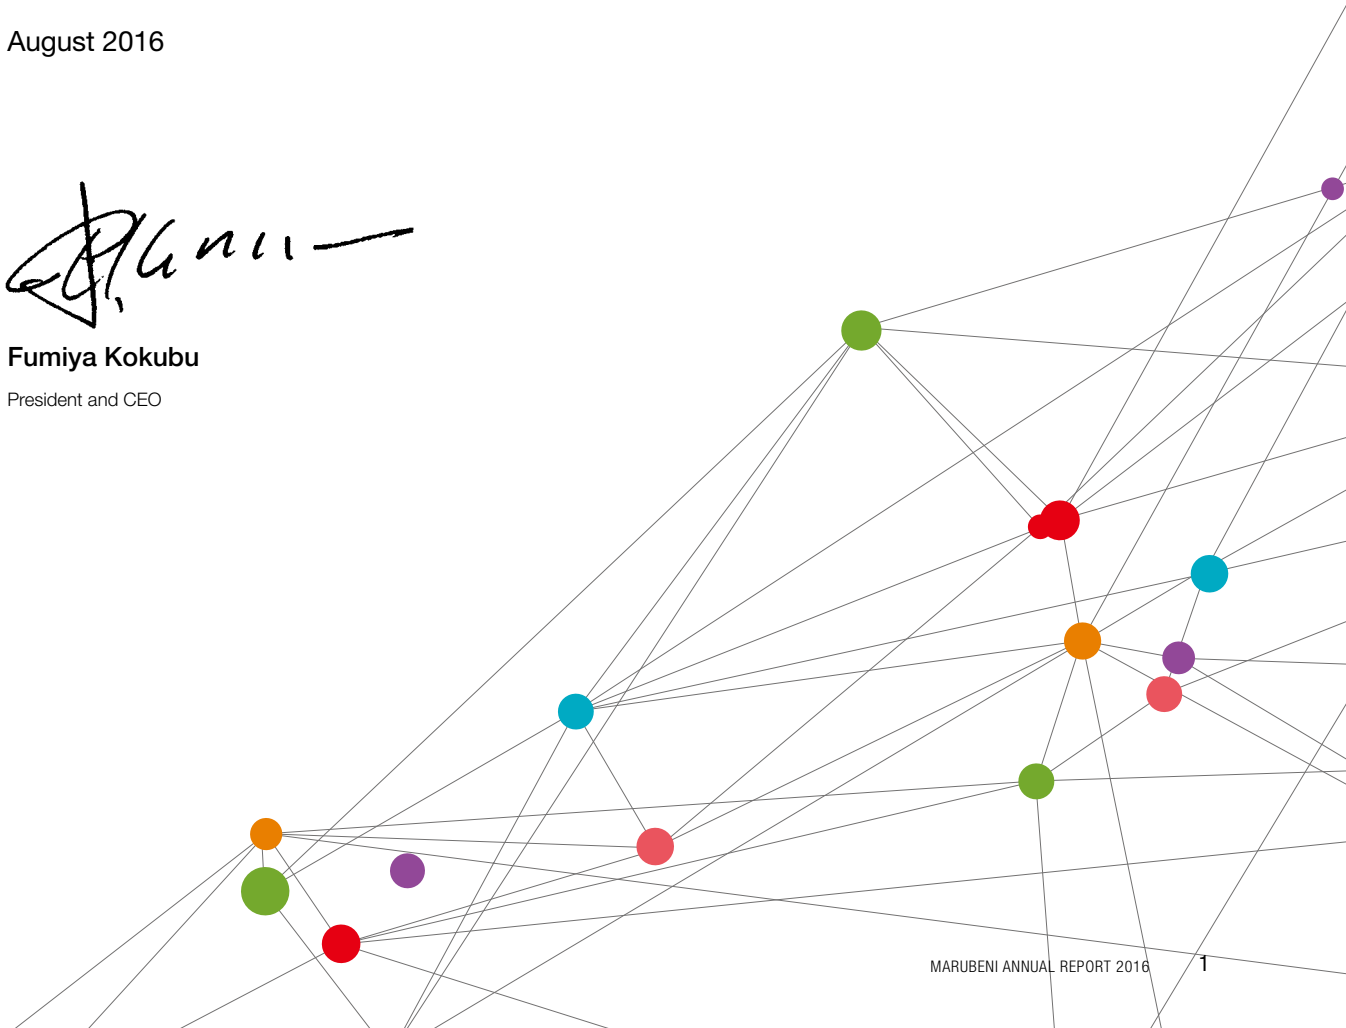 August 2016
Fumiya Kokubu
President and CEO
MARUBENI ANNUAL REPORT 2016 1